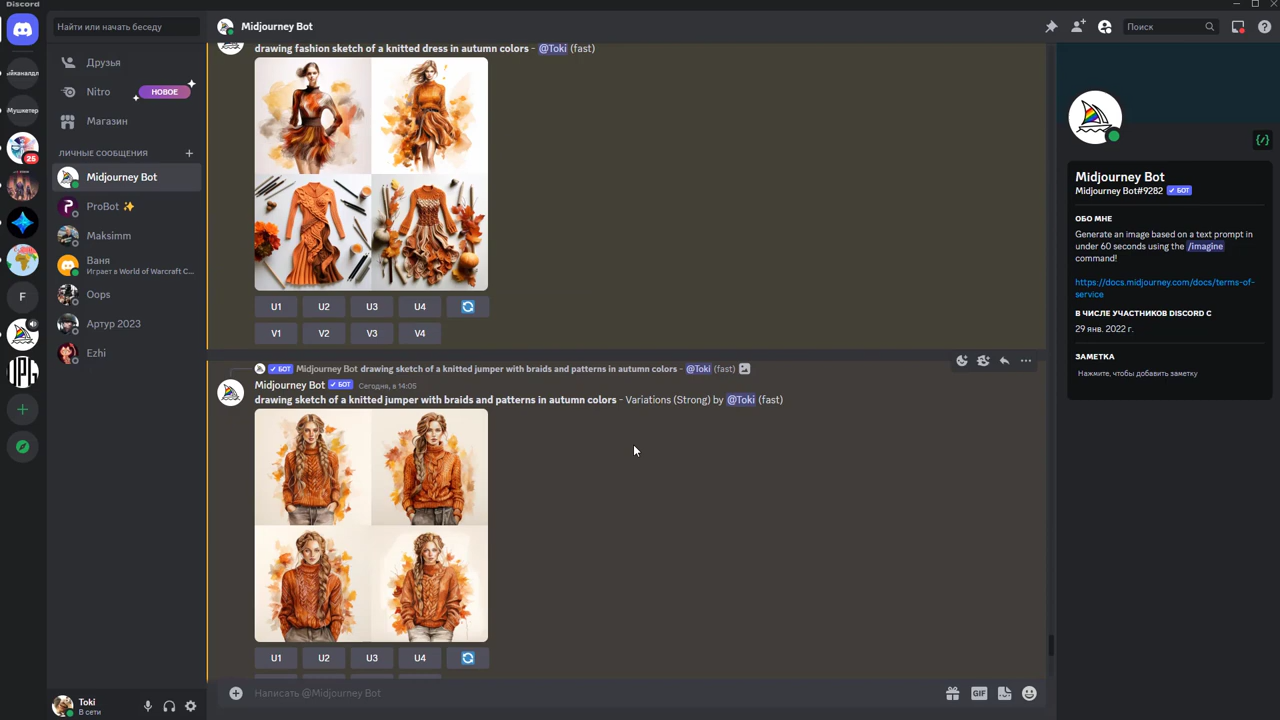 Discord
Найти или начать беседу
Midjourney Bot
Поиск
ыйканалдл
Мушкетер
25
F
Друзья
Nitro
НОВОЕ
Магазин
ЛИЧНЫЕ СООБЩЕНИЯ
Midjourney Bot
ProBot ✨
Maksimm
Ваня
Играет в World of Warcraft C...
Oops
Артур 2023
Ezhi
Toki
В сети
drawing fashion sketch of a knitted dress in autumn colors - @Toki (fast)
U1 U2 U3 U4
V1 V2 V3 V4
✓ БОТ Midjourney Bot drawing sketch of a knitted jumper with braids and patterns in autumn colors - @Toki (fast)
Midjourney Bot ✓ БОТ Сегодня, в 14:05
drawing sketch of a knitted jumper with braids and patterns in autumn colors - Variations (Strong) by @Toki (fast)
U1 U2 U3 U4
Написать @Midjourney Bot
GIF
Midjourney Bot
Midjourney Bot#9282 ✓ БОТ
ОБО МНЕ
Generate an image based on a text prompt in
under 60 seconds using the /imagine
command!
https://docs.midjourney.com/docs/terms-of-
service
В ЧИСЛЕ УЧАСТНИКОВ DISCORD С
29 янв. 2022 г.
ЗАМЕТКА
Нажмите, чтобы добавить заметку